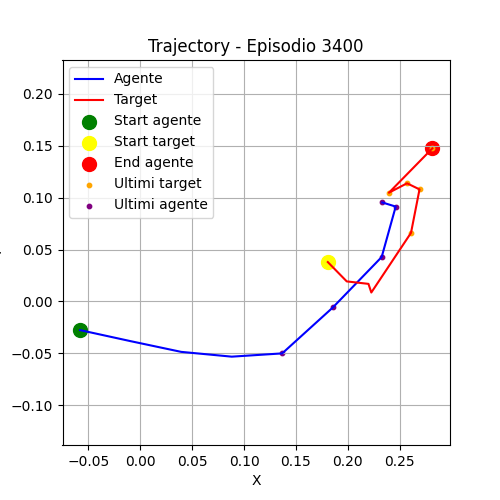 Trajectory - Episodio 3400
Agente
Target
Start agente
Start target
End agente
Ultimi target
Ultimi agente
0.20
0.15
0.10
0.05
0.00
−0.05
−0.10
−0.05
0.00
0.05
0.10
0.15
0.20
0.25
X